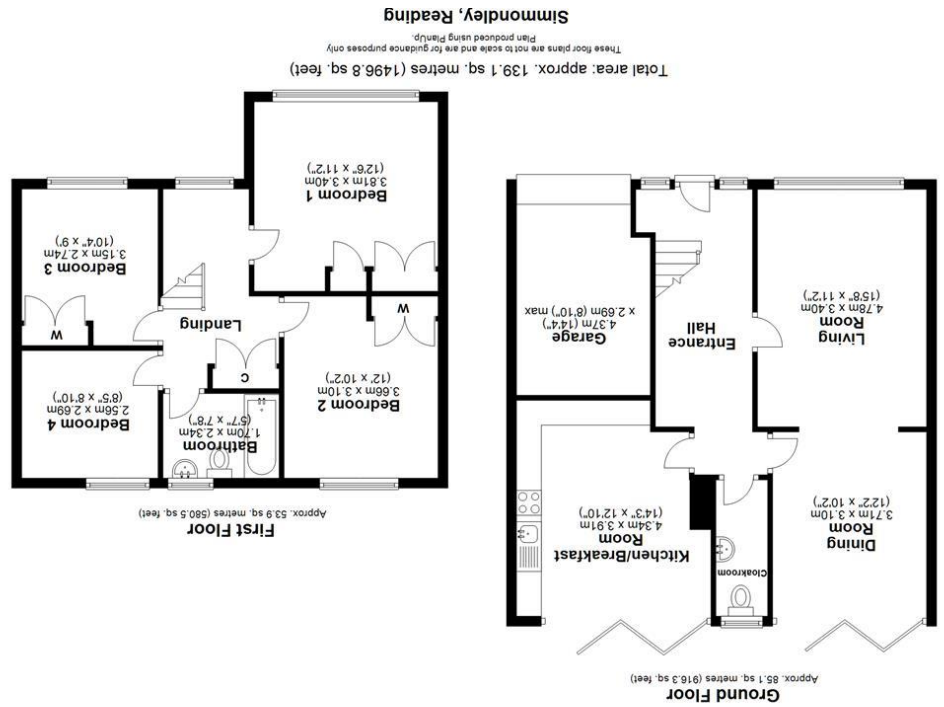 Ground Floor
Approx. 85.1 sq. metres (916.3 sq. feet)
Dining
Room
3.71m x 3.10m
(12'2" x 10'2")
Cloakroom
Kitchen/Breakfast
Room
4.34m x 3.91m
(14'3" x 12'10")
Living
Room
4.78m x 3.40m
(15'8" x 11'2")
Entrance
Hall
Garage
4.37m (14'4")
x 2.69m (8'10") max
First Floor
Approx. 53.9 sq. metres (580.5 sq. feet)
Bedroom 2
3.66m x 3.10m
(12' x 10'2")
Bathroom
1.70m x 2.34m
(5'7" x 7'8")
Bedroom 4
2.56m x 2.69m
(8'5" x 8'10")
C
W
Landing
W
Bedroom 1
3.81m x 3.40m
(12'6" x 11'2")
Bedroom 3
3.15m x 2.74m
(10'4" x 9')
Total area: approx. 139.1 sq. metres (1496.8 sq. feet)
These floor plans are not to scale and are for guidance purposes only
Plan produced using PlanUp.
Simmondley, Reading